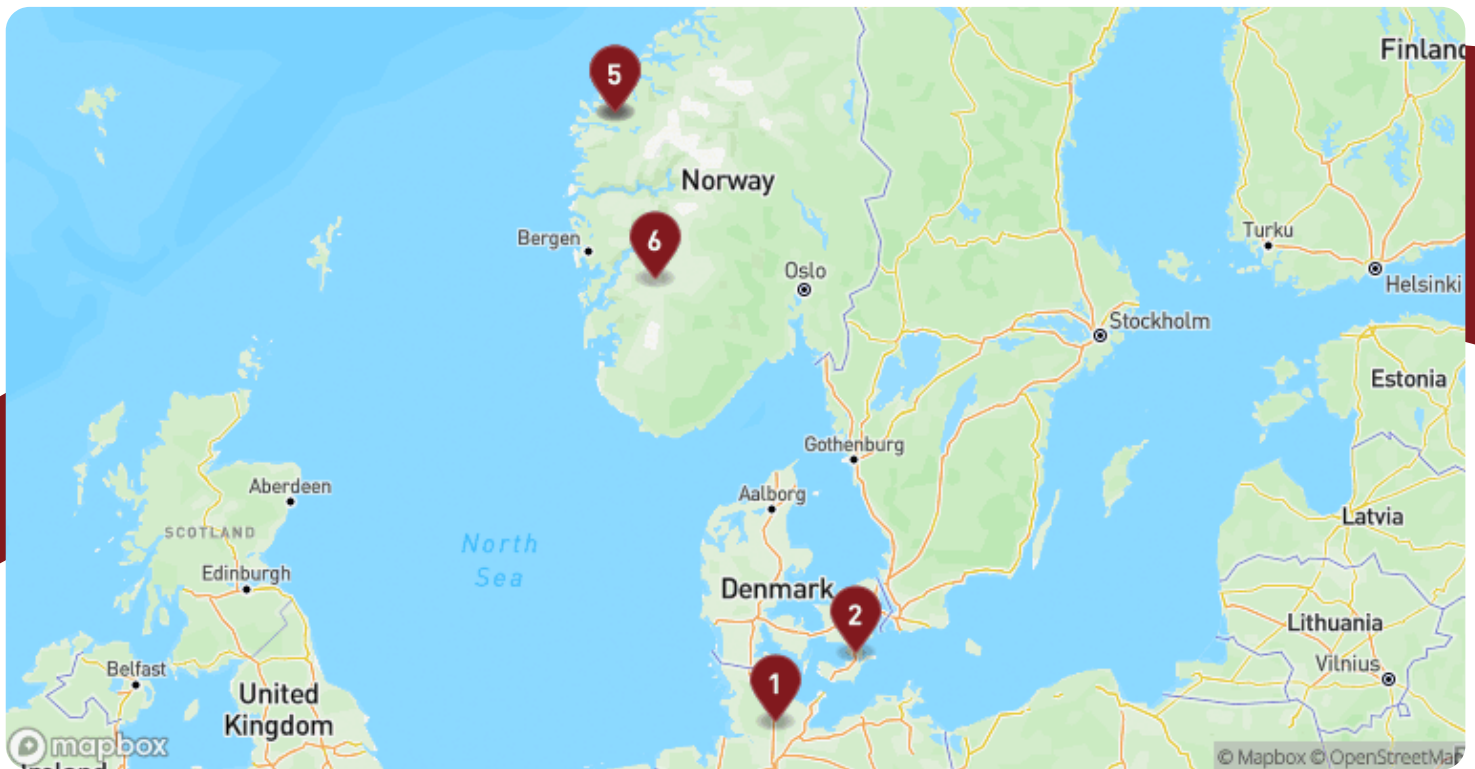 Finland
5
Norway
6
Bergen
Oslo
Turku
Helsinki
Stockholm
Estonia
Gothenburg
Aberdeen
Aalborg
SCOTLAND
Latvia
North
Sea
Edinburgh
Denmark
2
Lithuania
Vilnius
Belfast
1
United
Kingdom
mapbox
© Mapbox © OpenStreetMap
Ireland